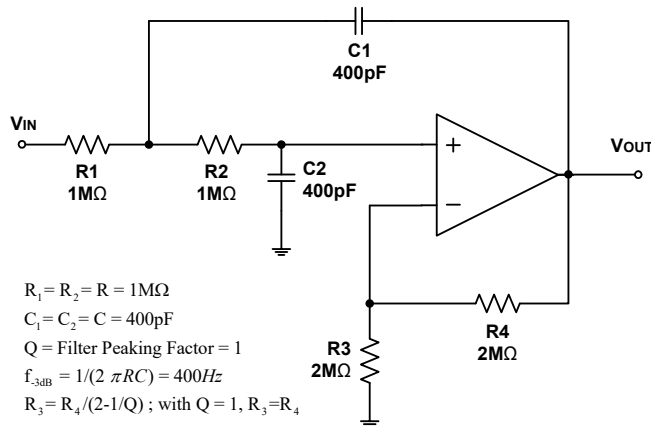 C1
400pF
VIN
R1
1MΩ
R2
1MΩ
C2
400pF
+
−
VOUT
R4
2MΩ
R3
2MΩ
R₁= R₂= R = 1MΩ
C₁= C₂= C = 400pF
Q = Filter Peaking Factor = 1
f-3dB = 1/(2 πRC) = 400Hz
R₃= R₄/(2-1/Q) ; with Q = 1, R₃=R₄